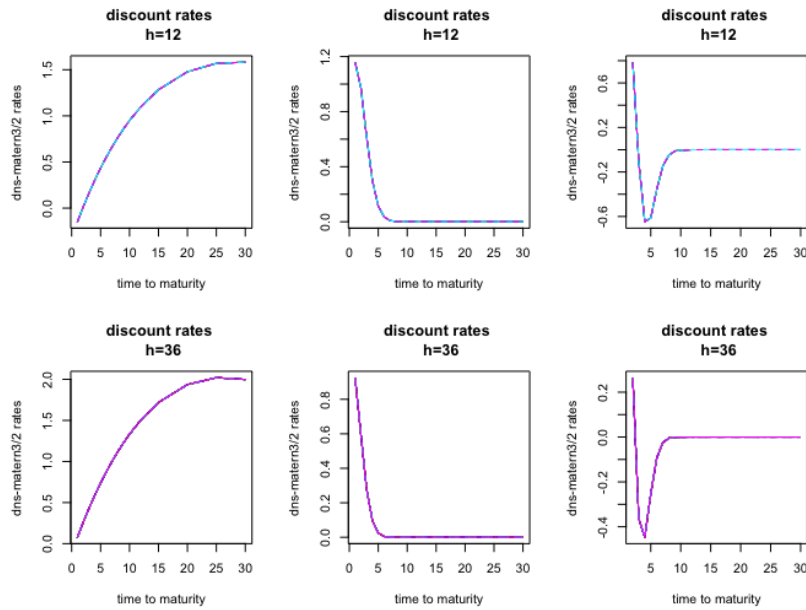 discount rates
h=12
dns-matern3/2 rates
0.0 0.5 1.0 1.5
0 5 10 15 20 25 30
time to maturity
discount rates
h=12
dns-matern3/2 rates
0.0 0.4 0.8 1.2
0 5 10 15 20 25 30
time to maturity
discount rates
h=12
dns-matern3/2 rates
-0.6 -0.2 0.2 0.6
5 10 15 20 25 30
time to maturity
discount rates
h=36
dns-matern3/2 rates
0.0 0.5 1.0 1.5 2.0
0 5 10 15 20 25 30
time to maturity
discount rates
h=36
dns-matern3/2 rates
0.0 0.2 0.4 0.6 0.8
0 5 10 15 20 25 30
time to maturity
discount rates
h=36
dns-matern3/2 rates
-0.4 -0.2 0.0 0.2
5 10 15 20 25 30
time to maturity